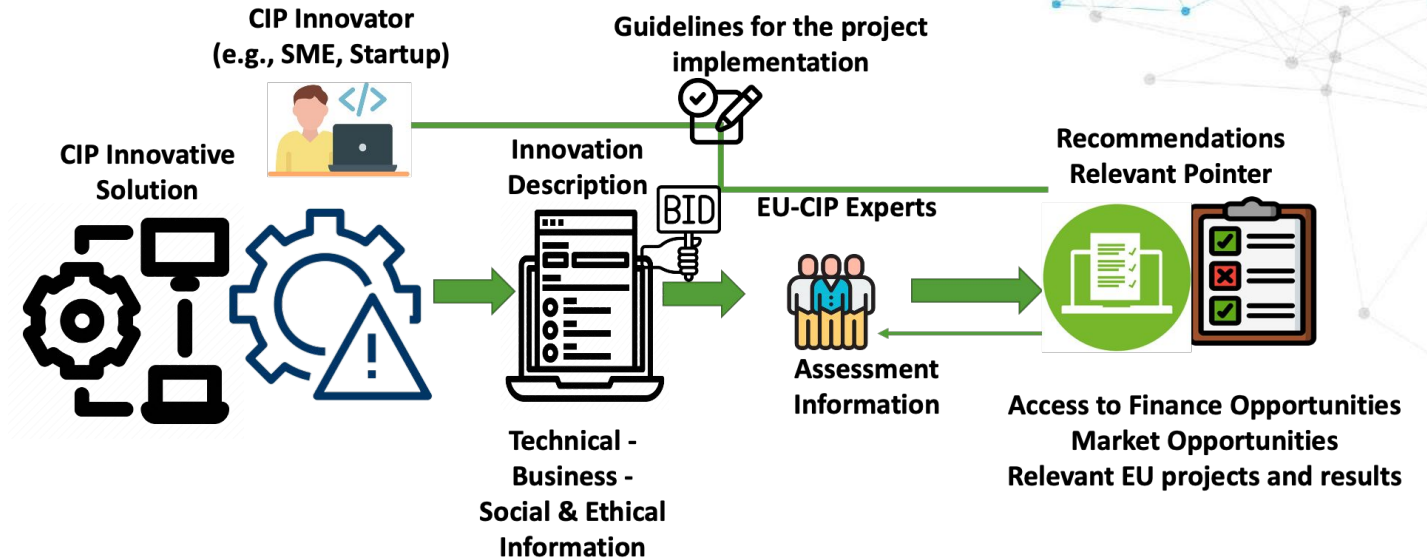 CIP Innovator
(e.g., SME, Startup)
Guidelines for the project
implementation
CIP Innovative
Solution
Innovation
Description
BID
EU-CIP Experts
Recommendations
Relevant Pointer
Assessment
Information
Technical -
Business -
Social & Ethical
Information
Access to Finance Opportunities
Market Opportunities
Relevant EU projects and results